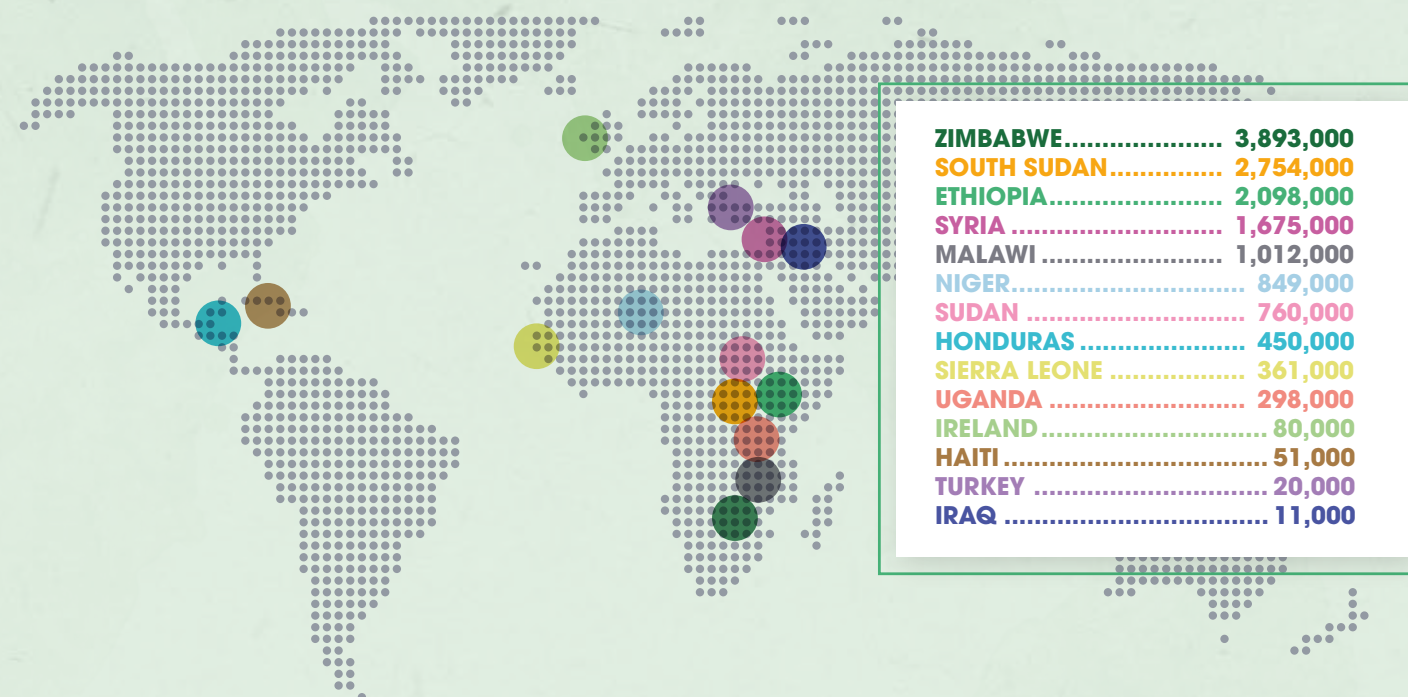 ZIMBABWE..................... 3,893,000
SOUTH SUDAN............... 2,754,000
ETHIOPIA....................... 2,098,000
SYRIA ............................ 1,675,000
MALAWI ........................ 1,012,000
NIGER............................... 849,000
SUDAN ............................. 760,000
HONDURAS ...................... 450,000
SIERRA LEONE .................. 361,000
UGANDA .......................... 298,000
IRELAND.............................. 80,000
HAITI ................................... 51,000
TURKEY ............................... 20,000
IRAQ ................................... 11,000